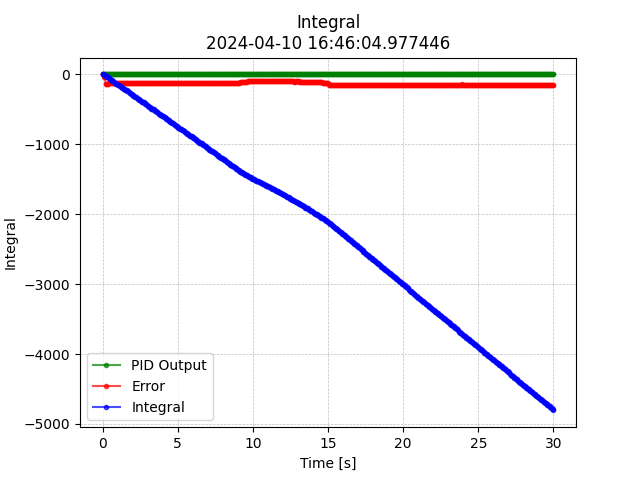 Integral
2024-04-10 16:46:04.977446
0
−1000
−2000
−3000
−4000
−5000
Integral
PID Output
Error
Integral
0 5 10 15 20 25 30
Time [s]